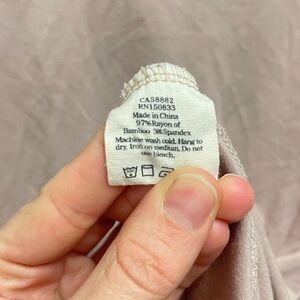 CA58862
RN150833
Made in China
97%Rayon of
Bamboo 3%Spandex
Machine wash cold. Hang to
dry. Iron on medium. Do not
use bleach.